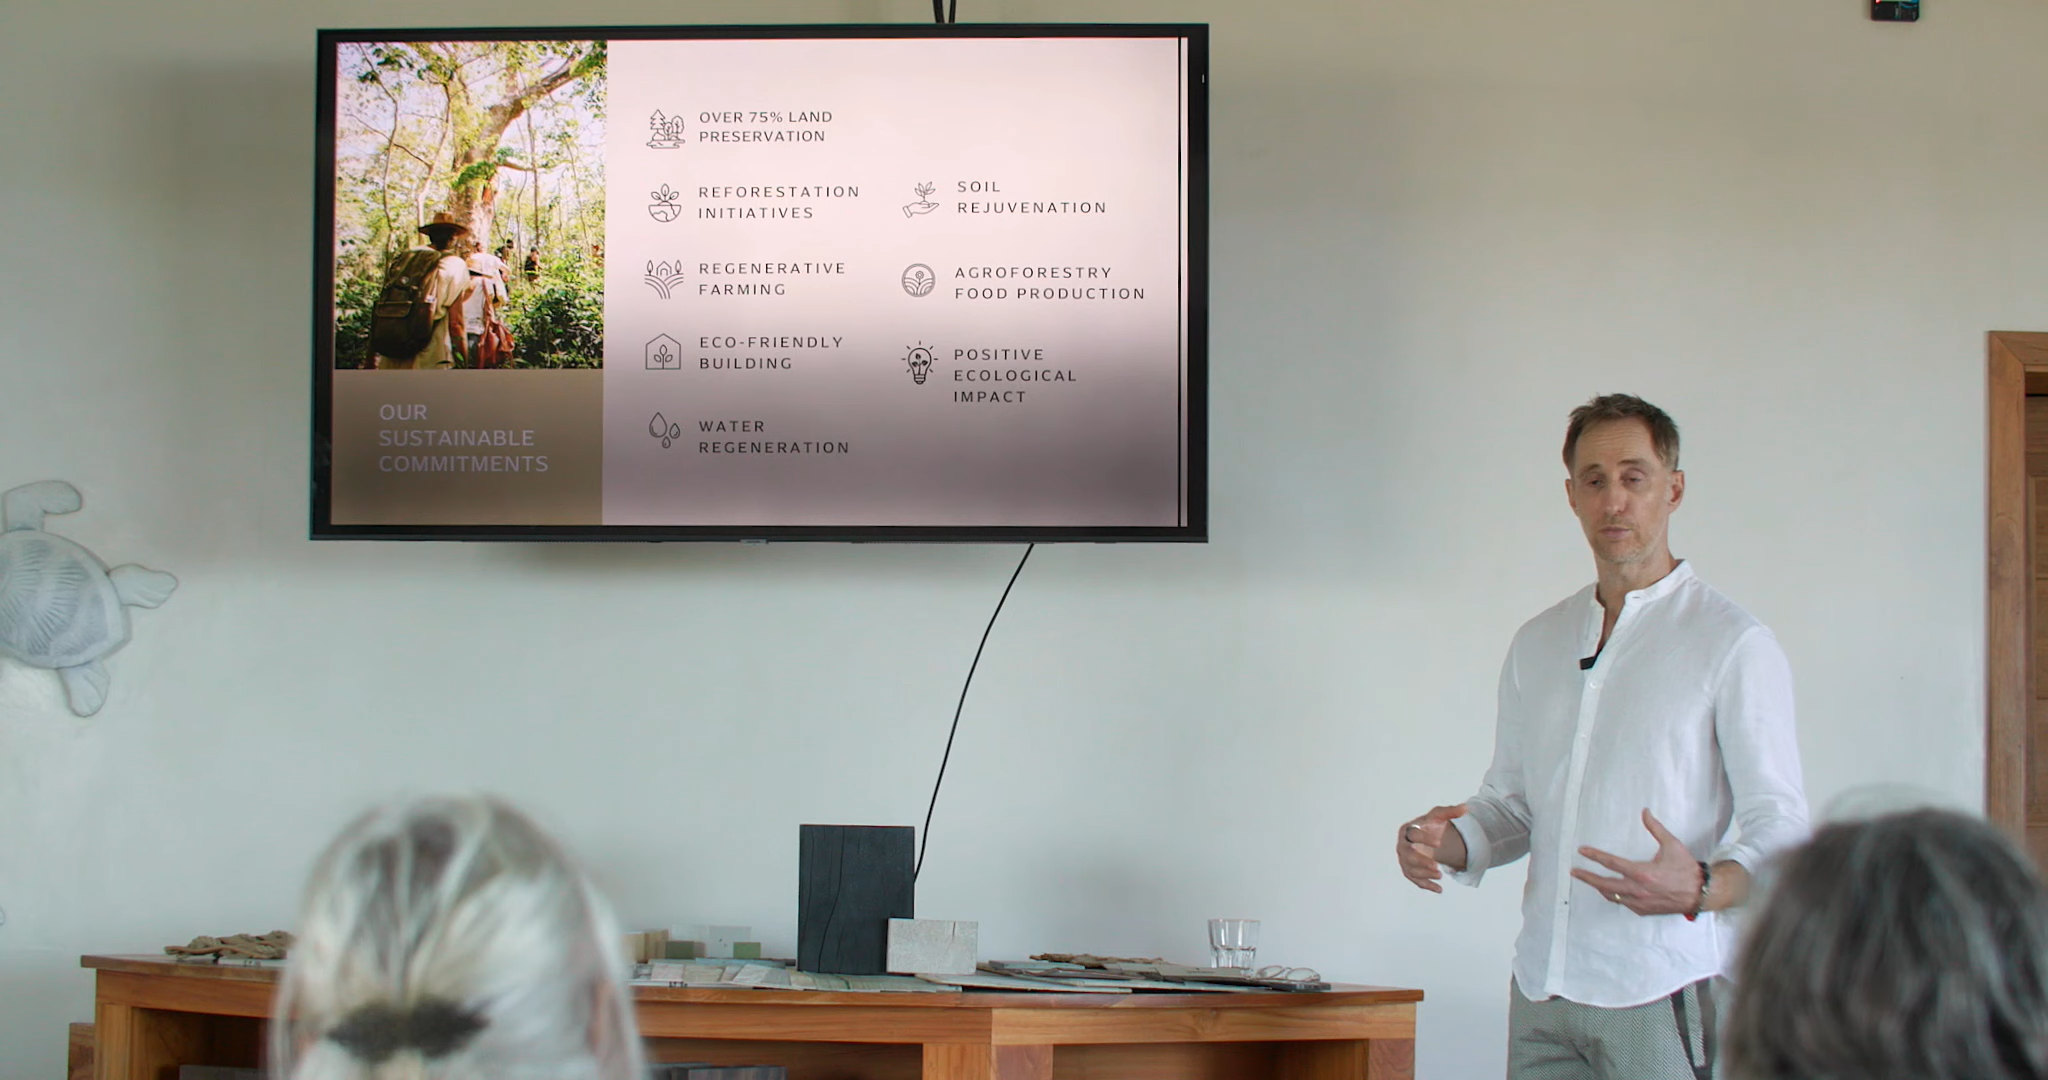 OVER 75% LAND
PRESERVATION
REFORESTATION
INITIATIVES
REGENERATIVE
FARMING
ECO-FRIENDLY
BUILDING
WATER
REGENERATION
SOIL
REJUVENATION
AGROFORESTRY
FOOD PRODUCTION
POSITIVE
ECOLOGICAL
IMPACT
OUR
SUSTAINABLE
COMMITMENTS